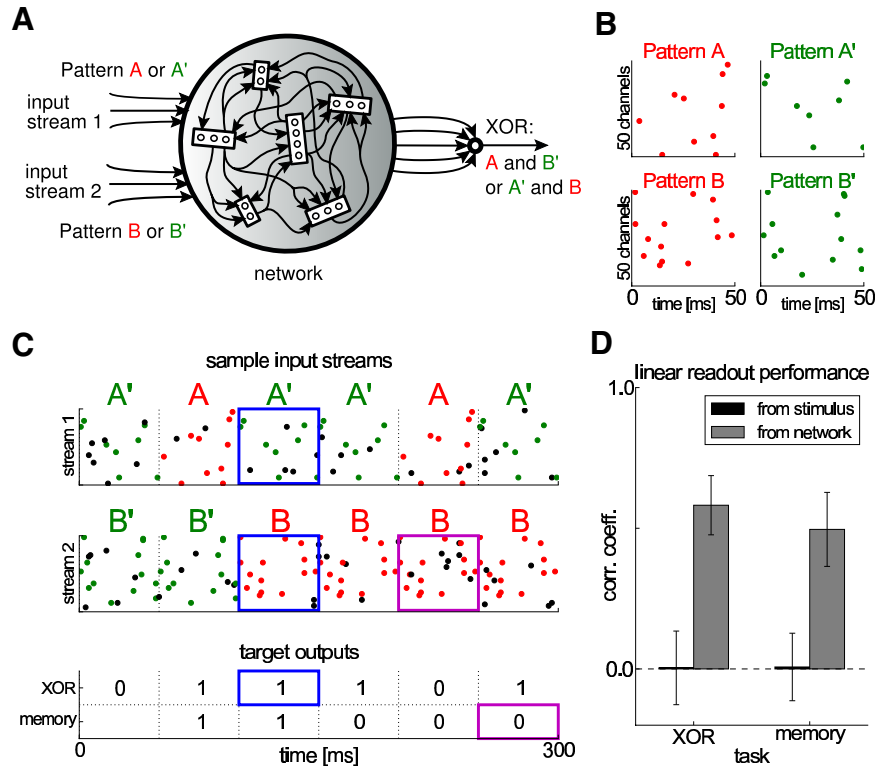 A
Pattern A or A'
input
stream 1
input
stream 2
Pattern B or B'
network
XOR:
A and B'
or A' and B
B
Pattern A
Pattern A'
50 channels
Pattern B
Pattern B'
50 channels
0
50
0
50
time [ms]
time [ms]
C
sample input streams
A' A A' A' A A'
stream 1
B' B' B B B B
stream 2
target outputs
XOR 0 1 1 1 0 1
memory 1 1 0 0 0
0 300
time [ms]
D
linear readout performance
1.0
from stimulus
from network
corr. coeff.
0.0
XOR memory
task